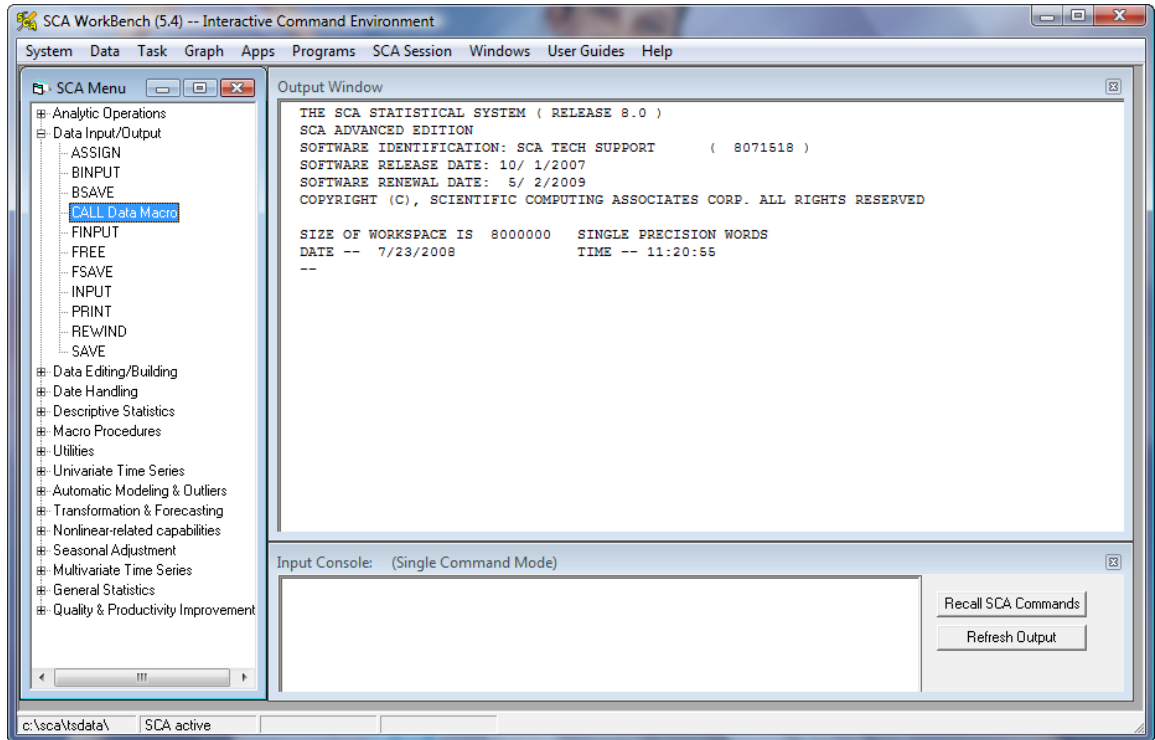 SCA WorkBench (5.4) -- Interactive Command Environment
System Data Task Graph Apps Programs SCA Session Windows User Guides Help
SCA Menu
Analytic Operations
Data Input/Output
ASSIGN
BINPUT
BSAVE
CALL Data Macro
FINPUT
FREE
FSAVE
INPUT
PRINT
REWIND
SAVE
Data Editing/Building
Date Handling
Descriptive Statistics
Macro Procedures
Utilities
Univariate Time Series
Automatic Modeling & Outliers
Transformation & Forecasting
Nonlinear-related capabilities
Seasonal Adjustment
Multivariate Time Series
General Statistics
Quality & Productivity Improvement
Output Window
THE SCA STATISTICAL SYSTEM ( RELEASE 8.0 )
SCA ADVANCED EDITION
SOFTWARE IDENTIFICATION: SCA TECH SUPPORT ( 8071518 )
SOFTWARE RELEASE DATE: 10/ 1/2007
SOFTWARE RENEWAL DATE: 5/ 2/2009
COPYRIGHT (C), SCIENTIFIC COMPUTING ASSOCIATES CORP. ALL RIGHTS RESERVED
SIZE OF WORKSPACE IS 8000000 SINGLE PRECISION WORDS
DATE -- 7/23/2008 TIME -- 11:20:55
--
Input Console: (Single Command Mode)
Recall SCA Commands
Refresh Output
c:\sca\tsdata\ SCA active